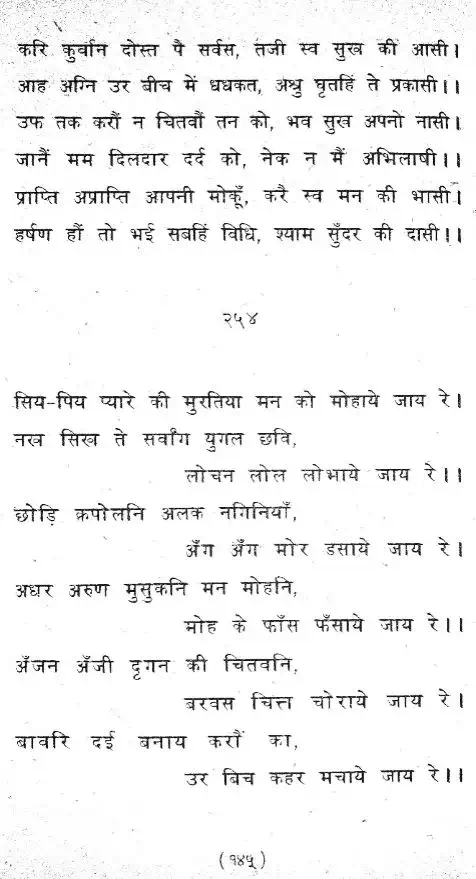 करि कुर्वान दोस्त पै सर्वस, तजी स्व सुख की आसी।
आह अग्नि उर बीच में धधकत, अश्रु घृतहिं ते प्रकासी।।
उफ तक करौं न चितवौं तन को, भव सुख अपनो नासी।
जानैं मम दिलदार दर्द को, नेक न मैं अभिलाषी।।
प्राप्ति अप्राप्ति आपनी मोकूँ, करै स्व मन की भासी।
हर्षण हौं तो भई सबहिं विधि, श्याम सुँदर की दासी।।
२५४
सिय-पिय प्यारे की मुरतिया मन को मोहाये जाय रे।
नख सिख ते सर्वांग युगल छवि,
लोचन लोल लोभाये जाय रे।।
छोड़ि कपोलनि अलक नगिनियाँ,
अँग अँग मोर डसाये जाय रे।
अधर अरुण मुसुकनि मन मोहनि,
मोह के फाँस फँसाये जाय रे।।
अँजन अँजी दृगन की चितवनि,
बरवस चित्त चोराये जाय रे।
बावरि दई बनाय करौं का,
उर बिच कहर मचाये जाय रे।।
(१४५)